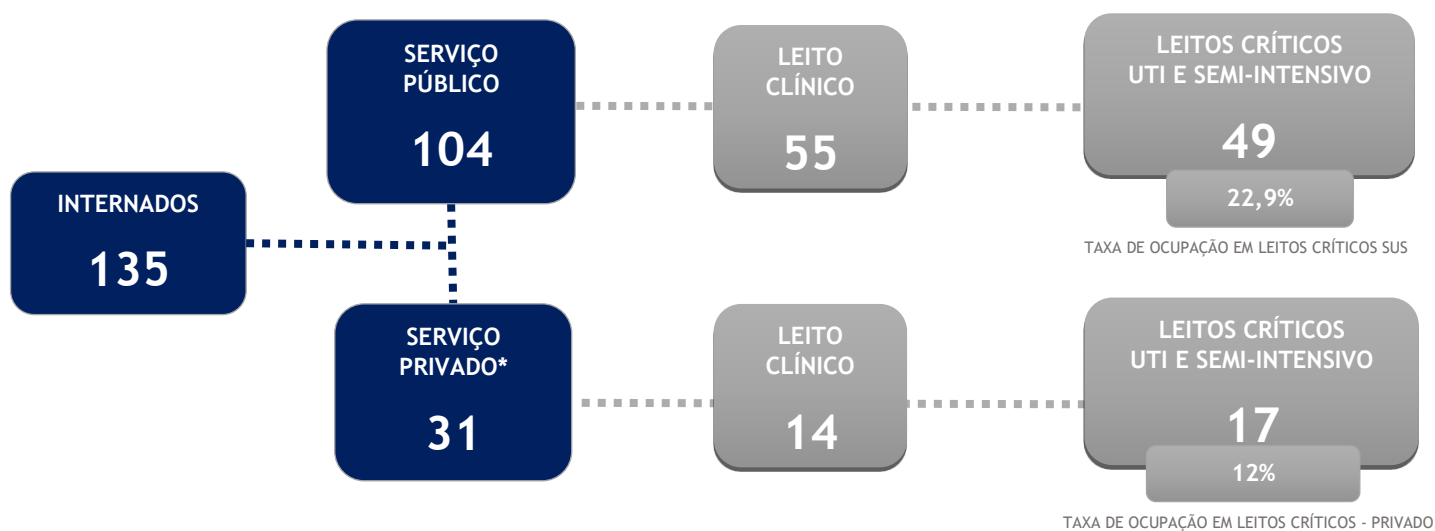 INTERNADOS
135
SERVIÇO
PÚBLICO
104
LEITO
CLÍNICO
55
LEITOS CRÍTICOS
UTI E SEMI-INTENSIVO
49
22,9%
TAXA DE OCUPAÇÃO EM LEITOS CRÍTICOS SUS
SERVIÇO
PRIVADO*
31
LEITO
CLÍNICO
14
LEITOS CRÍTICOS
UTI E SEMI-INTENSIVO
17
12%
TAXA DE OCUPAÇÃO EM LEITOS CRÍTICOS - PRIVADO